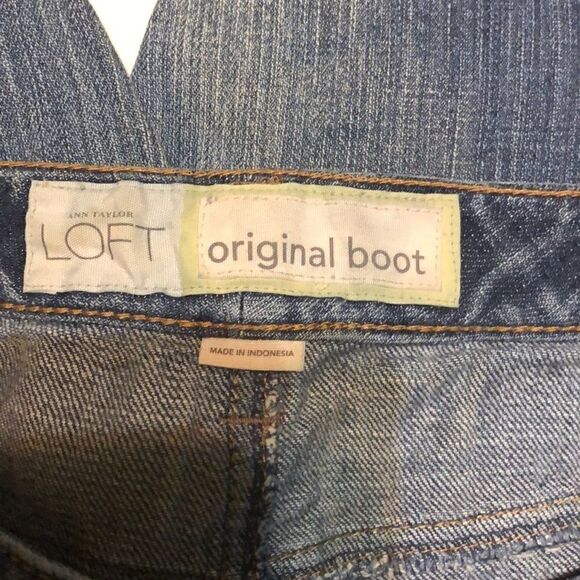 ANN TAYLOR
LOFT
original boot
MADE IN INDONESIA